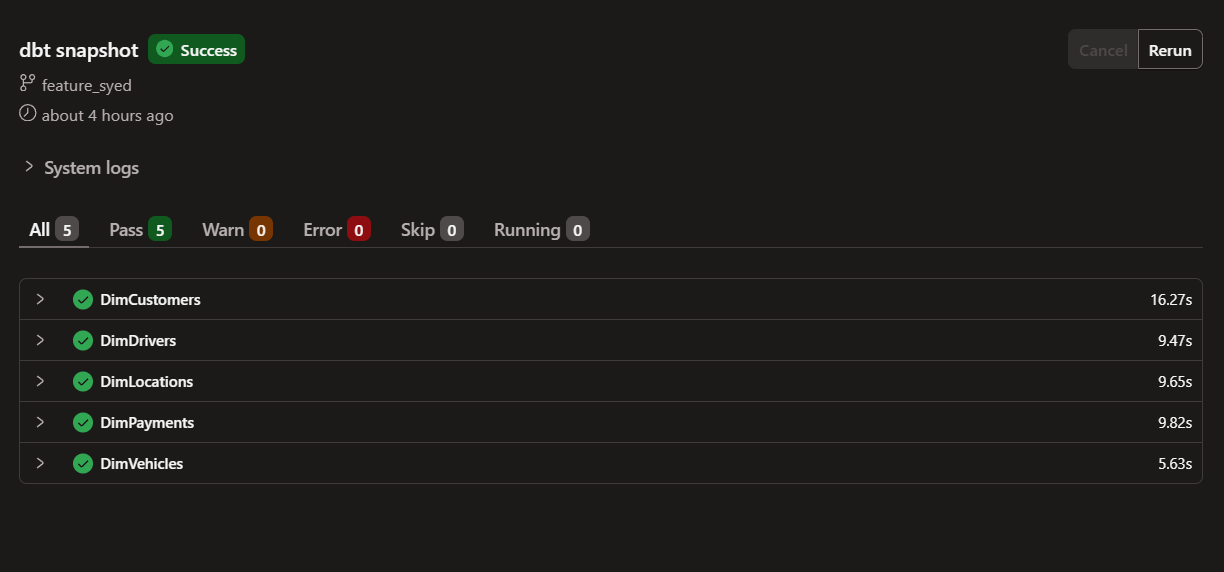 dbt snapshot Success Cancel Rerun
feature_syed
about 4 hours ago
System logs
All 5 Pass 5 Warn 0 Error 0 Skip 0 Running 0
DimCustomers 16.27s
DimDrivers 9.47s
DimLocations 9.65s
DimPayments 9.82s
DimVehicles 5.63s